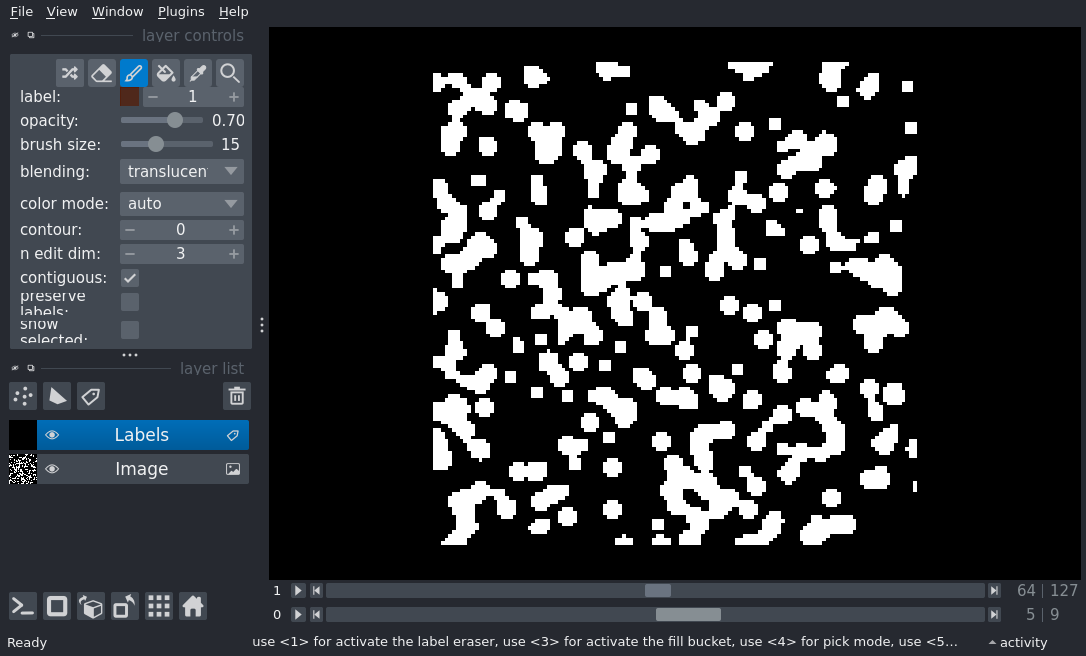 File View Window Plugins Help
layer controls
label: 1
opacity: 0.70
brush size: 15
blending: translucen
color mode: auto
contour: 0
n edit dim: 3
contiguous:
preserve
labels:
show
selected:
layer list
Labels
Image
1 64 | 127
0 5 | 9
Ready use <1> for activate the label eraser, use <3> for activate the fill bucket, use <4> for pick mode, use <5... activity